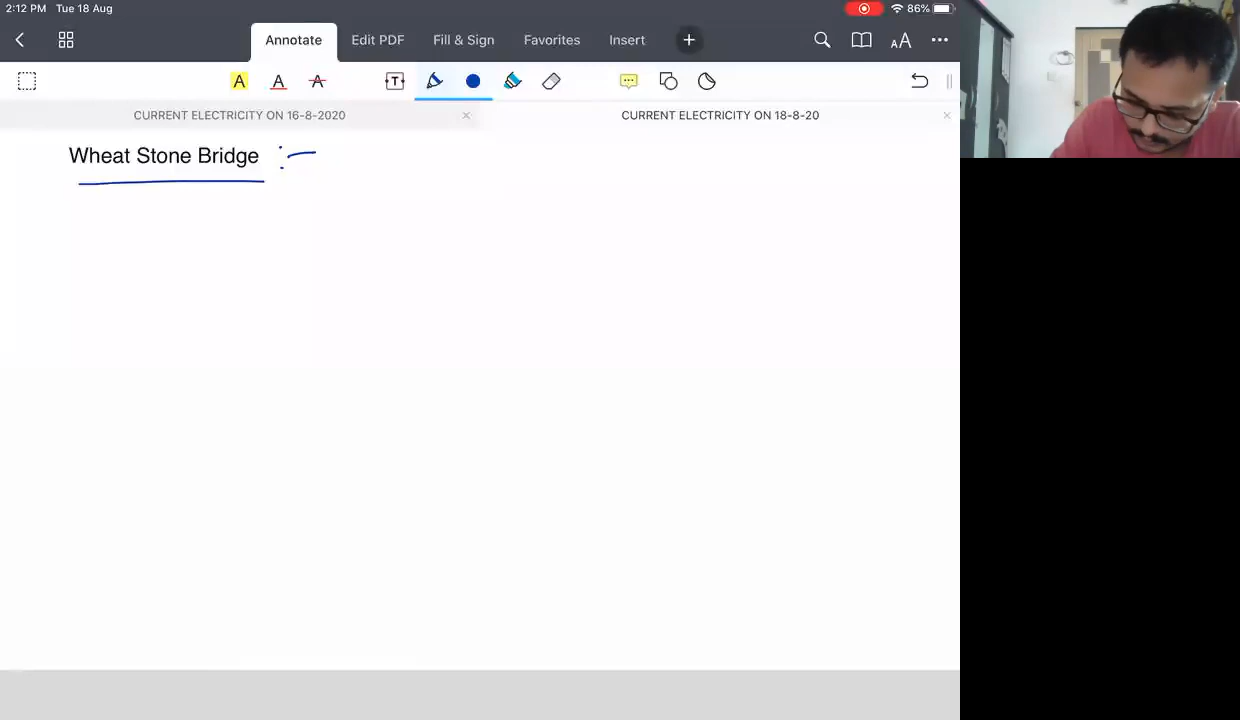 2:12 PM Tue 18 Aug 86%
Annotate Edit PDF Fill & Sign Favorites Insert
CURRENT ELECTRICITY ON 16-8-2020 CURRENT ELECTRICITY ON 18-8-20
Wheat Stone Bridge :-